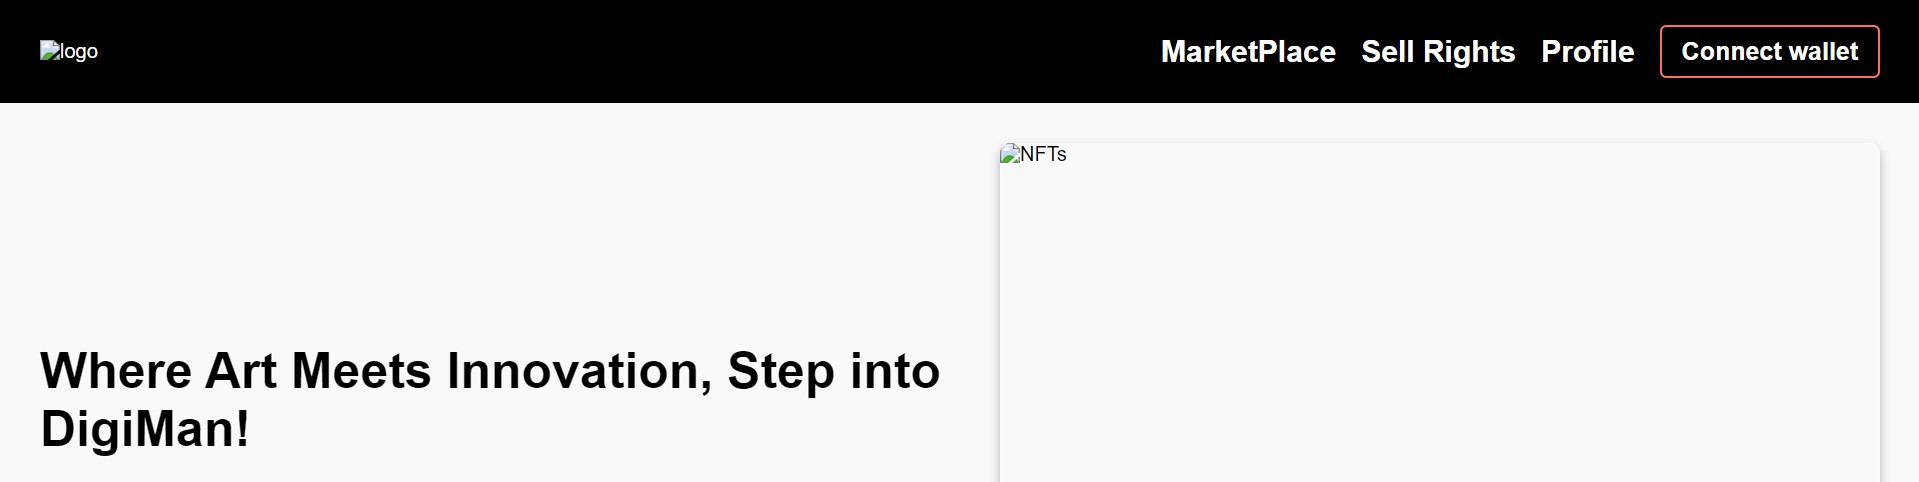 logo
MarketPlace Sell Rights Profile Connect wallet
NFTs
Where Art Meets Innovation, Step into
DigiMan!